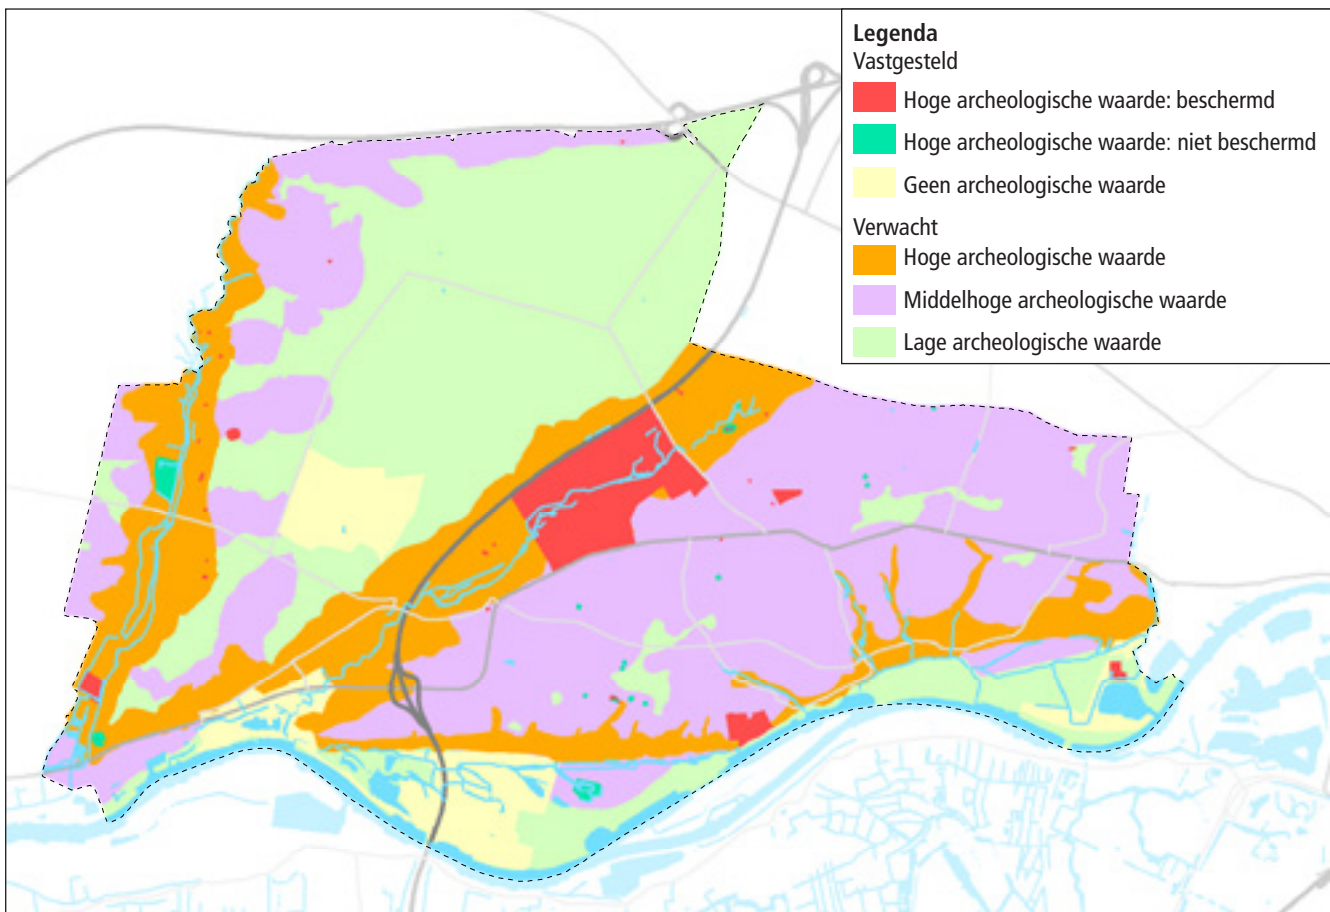 Legenda
Vastgesteld
Hoge archeologische waarde: beschermd
Hoge archeologische waarde: niet beschermd
Geen archeologische waarde
Verwacht
Hoge archeologische waarde
Middelhoge archeologische waarde
Lage archeologische waarde